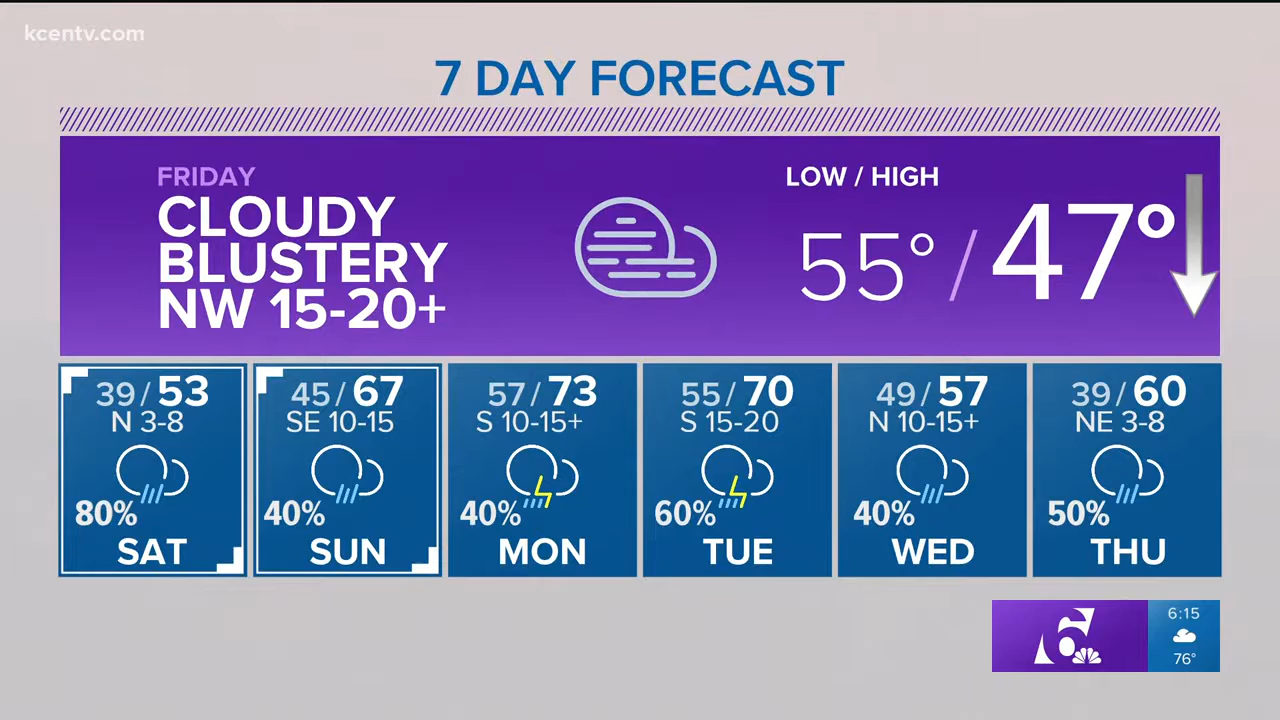 kcentv.com
7 DAY FORECAST
FRIDAY
CLOUDY
BLUSTERY
NW 15-20+
LOW / HIGH
55° / 47°
39 / 53
N 3-8
80%
SAT
45 / 67
SE 10-15
40%
SUN
57 / 73
S 10-15+
40%
MON
55 / 70
S 15-20
60%
TUE
49 / 57
N 10-15+
40%
WED
39 / 60
NE 3-8
50%
THU
6
6:15
76°